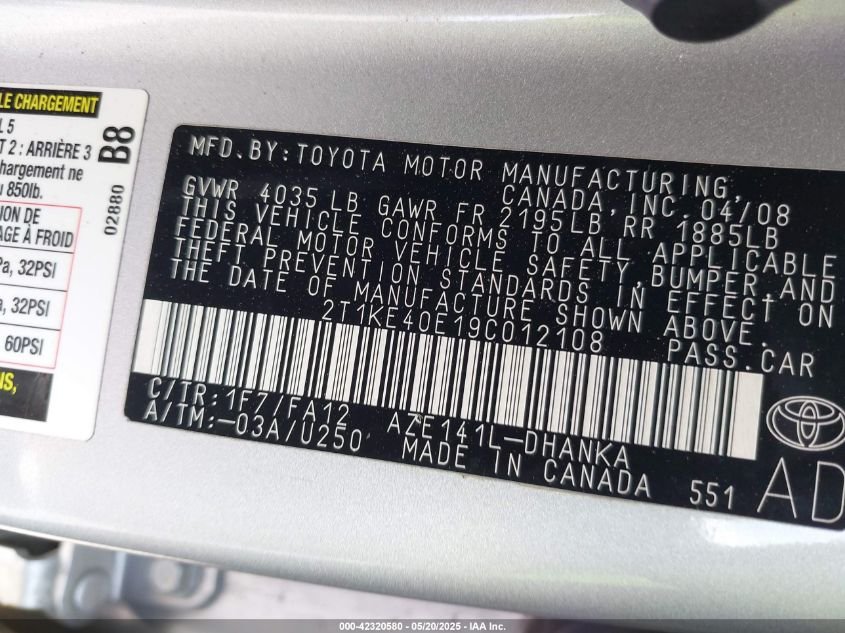 LE CHARGEMENT
L 5
T 2 : ARRIÈRE 3
chargement ne
850lb.
B8
02880
ION DE
AGE À FROID
Pa, 32PSI
a, 32PSI
60PSI
NS,
MFD. BY: TOYOTA MOTOR MANUFACTURING,
CANADA, INC. 04/08
GVWR 4035 LB GAWR FR 2195LB RR 1885LB
THIS VEHICLE CONFORMS TO ALL APPLICABLE
FEDERAL MOTOR VEHICLE SAFETY, BUMPER, AND
THEFT PREVENTION STANDARDS IN EFFECT ON
THE DATE OF MANUFACTURE SHOWN ABOVE.
2T1KE40E19C012108 PASS.CAR
C/TR: 1F7/FA12 AZE141L-DHANKA
A/TM: -03A/U250 MADE IN CANADA 551
AD
000-42320580 - 05/20/2025 - IAA Inc.